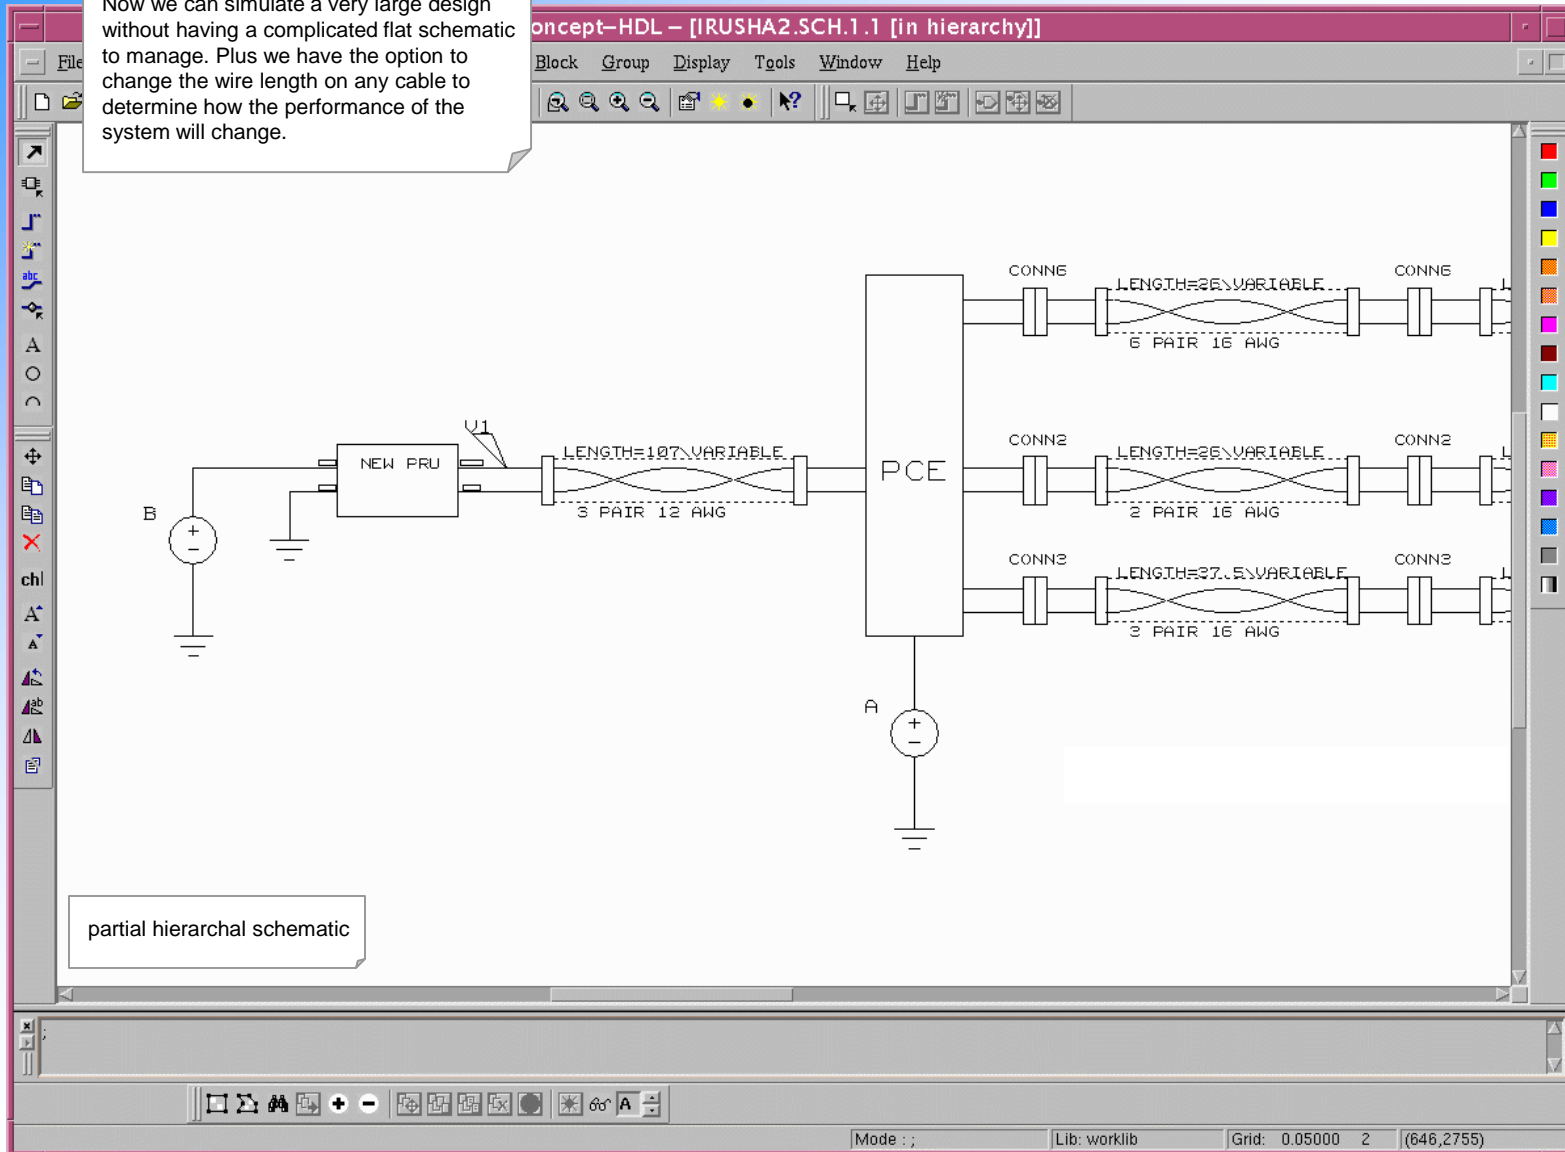 Now we can simulate a very large design
without having a complicated flat schematic
to manage. Plus we have the option to
change the wire length on any cable to
determine how the performance of the
system will change.
oncept-HDL - [IRUSHA2.SCH.1.1 [in hierarchy]]
File Block Group Display Tools Window Help
abc
A
chl
A
A
ab
CONN6 CONN6
LENGTH=26\VARIABLE L
6 PAIR 16 AWG
V1
CONN2 CONN2
LENGTH=107\VARIABLE LENGTH=26\VARIABLE L
NEW PRU PCE
3 PAIR 12 AWG 2 PAIR 16 AWG
B
+
−
CONN3 CONN3
LENGTH=37.5\VARIABLE L
3 PAIR 16 AWG
A
+
−
partial hierarchal schematic
;
A
Mode : ; Lib: worklib Grid: 0.05000 2 (646,2755)